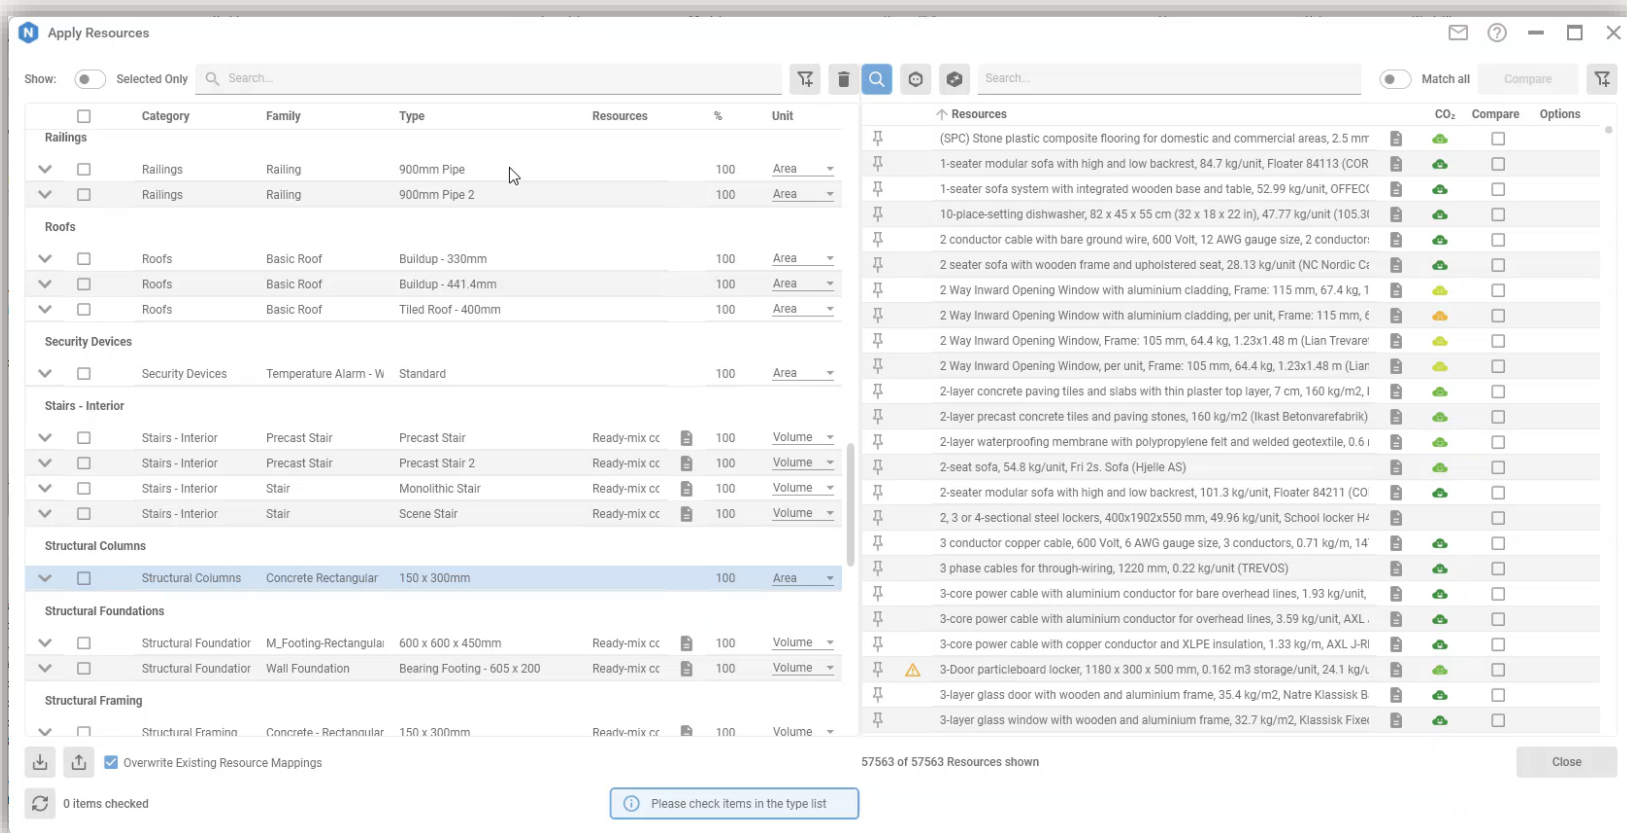 Apply Resources
Show: Selected Only Search... Search... Match all Compare
Category Family Type Resources % Unit
Railings
Railings Railing 900mm Pipe 100 Area
Railings Railing 900mm Pipe 2 100 Area
Roofs
Roofs Basic Roof Buildup - 330mm 100 Area
Roofs Basic Roof Buildup - 441.4mm 100 Area
Roofs Basic Roof Tiled Roof - 400mm 100 Area
Security Devices
Security Devices Temperature Alarm - W Standard 100 Area
Stairs - Interior
Stairs - Interior Precast Stair Precast Stair Ready-mix cc 100 Volume
Stairs - Interior Precast Stair Precast Stair 2 Ready-mix cc 100 Volume
Stairs - Interior Stair Monolithic Stair Ready-mix cc 100 Volume
Stairs - Interior Stair Scene Stair Ready-mix cc 100 Volume
Structural Columns
Structural Columns Concrete Rectangular 150 x 300mm 100 Area
Structural Foundations
Structural Foundation M_Footing-Rectangular 600 x 600 x 450mm Ready-mix cc 100 Volume
Structural Foundation Wall Foundation Bearing Footing - 605 x 200 Ready-mix cc 100 Volume
Structural Framing
Structural Framing Concrete - Rectangular 150 x 300mm Ready-mix cc 100 Volume
Resources CO₂ Compare Options
(SPC) Stone plastic composite flooring for domestic and commercial areas, 2.5 mm
1-seater modular sofa with high and low backrest, 84.7 kg/unit, Floater 84113 (COR
1-seater sofa system with integrated wooden base and table, 52.99 kg/unit, OFFECC
10-place-setting dishwasher, 82 x 45 x 55 cm (32 x 18 x 22 in), 47.77 kg/unit (105.30
2 conductor cable with bare ground wire, 600 Volt, 12 AWG gauge size, 2 conductors
2 seater sofa with wooden frame and upholstered seat, 28.13 kg/unit (NC Nordic Ca
2 Way Inward Opening Window with aluminium cladding, Frame: 115 mm, 67.4 kg, 1
2 Way Inward Opening Window with aluminium cladding, per unit, Frame: 115 mm, 6
2 Way Inward Opening Window, Frame: 105 mm, 64.4 kg, 1.23x1.48 m (Lian Trevaref
2 Way Inward Opening Window, per unit, Frame: 105 mm, 64.4 kg, 1.23x1.48 m (Lian
2-layer concrete paving tiles and slabs with thin plaster top layer, 7 cm, 160 kg/m2,
2-layer precast concrete tiles and paving stones, 160 kg/m2 (Ikast Betonvarefabrik)
2-layer waterproofing membrane with polypropylene felt and welded geotextile, 0.6
2-seat sofa, 54.8 kg/unit, Fri 2s. Sofa (Hjelle AS)
2-seater modular sofa with high and low backrest, 101.3 kg/unit, Floater 84211 (CO
2, 3 or 4-sectional steel lockers, 400x1902x550 mm, 49.96 kg/unit, School locker H4
3 conductor copper cable, 600 Volt, 6 AWG gauge size, 3 conductors, 0.71 kg/m, 14
3 phase cables for through-wiring, 1220 mm, 0.22 kg/unit (TREVOS)
3-core power cable with aluminium conductor for bare overhead lines, 1.93 kg/unit,
3-core power cable with aluminium conductor for overhead lines, 3.59 kg/unit, AXL
3-core power cable with copper conductor and XLPE insulation, 1.33 kg/m, AXL J-RI
3-Door particleboard locker, 1180 x 300 x 500 mm, 0.162 m3 storage/unit, 24.1 kg/u
3-layer glass door with wooden and aluminium frame, 35.4 kg/m2, Natre Klassisk B
3-layer glass window with wooden and aluminium frame, 32.7 kg/m2, Klassisk Fixed
Overwrite Existing Resource Mappings
57563 of 57563 Resources shown
Close
0 items checked
Please check items in the type list